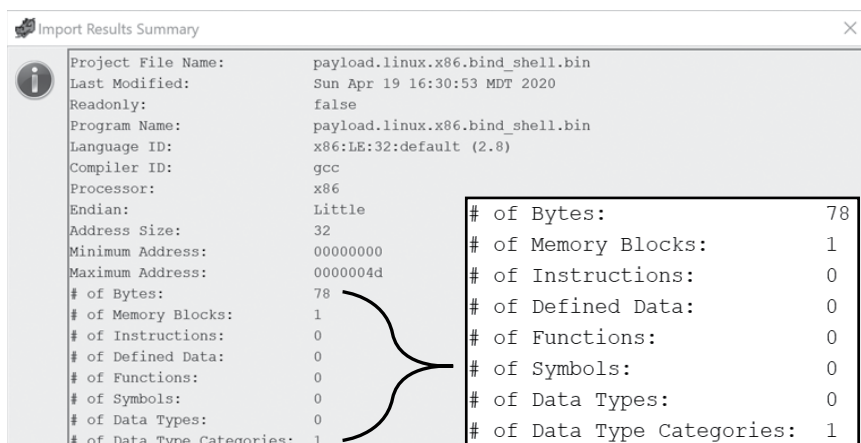 Import Results Summary
Project File Name: payload.linux.x86.bind_shell.bin
Last Modified: Sun Apr 19 16:30:53 MDT 2020
Readonly: false
Program Name: payload.linux.x86.bind_shell.bin
Language ID: x86:LE:32:default (2.8)
Compiler ID: gcc
Processor: x86
Endian: Little
Address Size: 32
Minimum Address: 00000000
Maximum Address: 0000004d
# of Bytes: 78
# of Memory Blocks: 1
# of Instructions: 0
# of Defined Data: 0
# of Functions: 0
# of Symbols: 0
# of Data Types: 0
# of Data Type Categories: 1
# of Bytes: 78
# of Memory Blocks: 1
# of Instructions: 0
# of Defined Data: 0
# of Functions: 0
# of Symbols: 0
# of Data Types: 0
# of Data Type Categories: 1